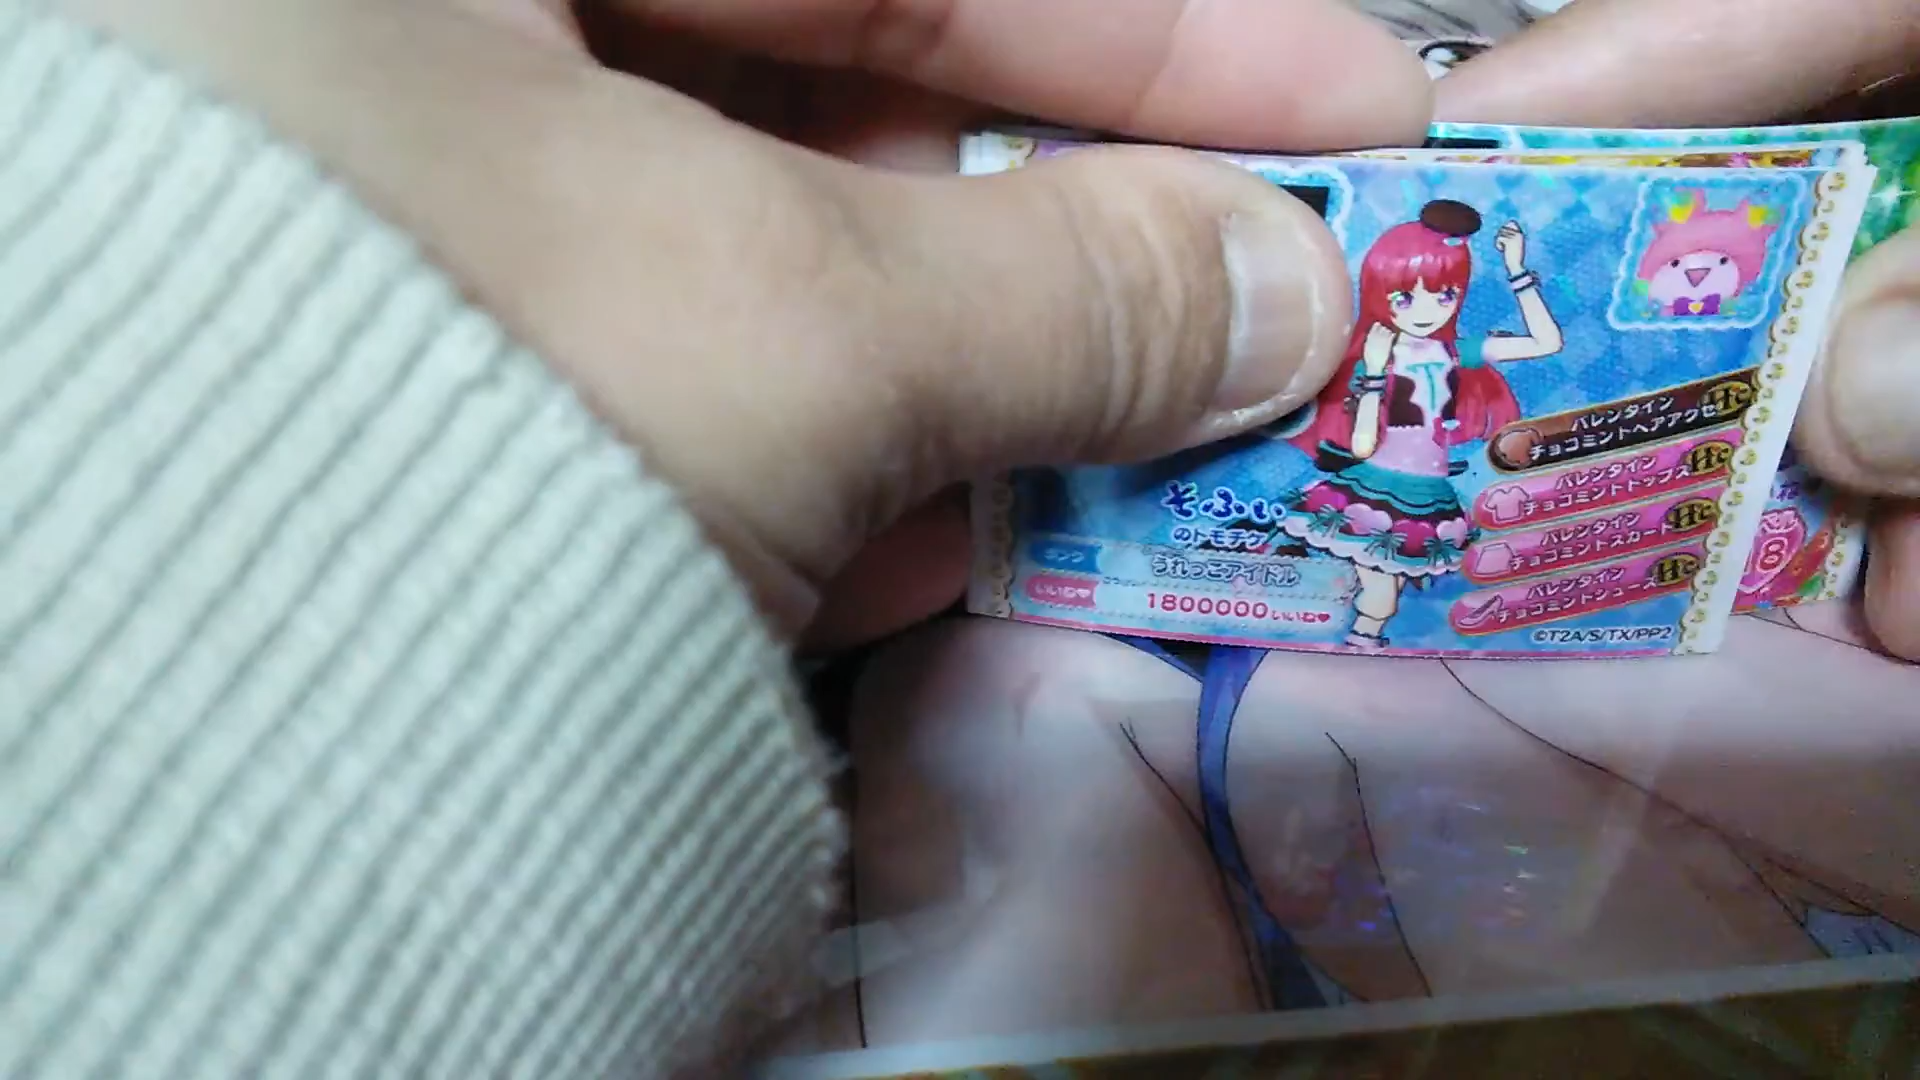 バレンタイン
チョコミントヘアアクセ
Hc
バレンタイン
チョコミントトップス
Hc
バレンタイン
チョコミントスカート
Hc
バレンタイン
チョコミントシューズ
Hc
そふぃ
のトモチケ
ランク
うれっこアイドル
いいね♥
1800000いいね♥
©T2A/S/TX/PP2
8